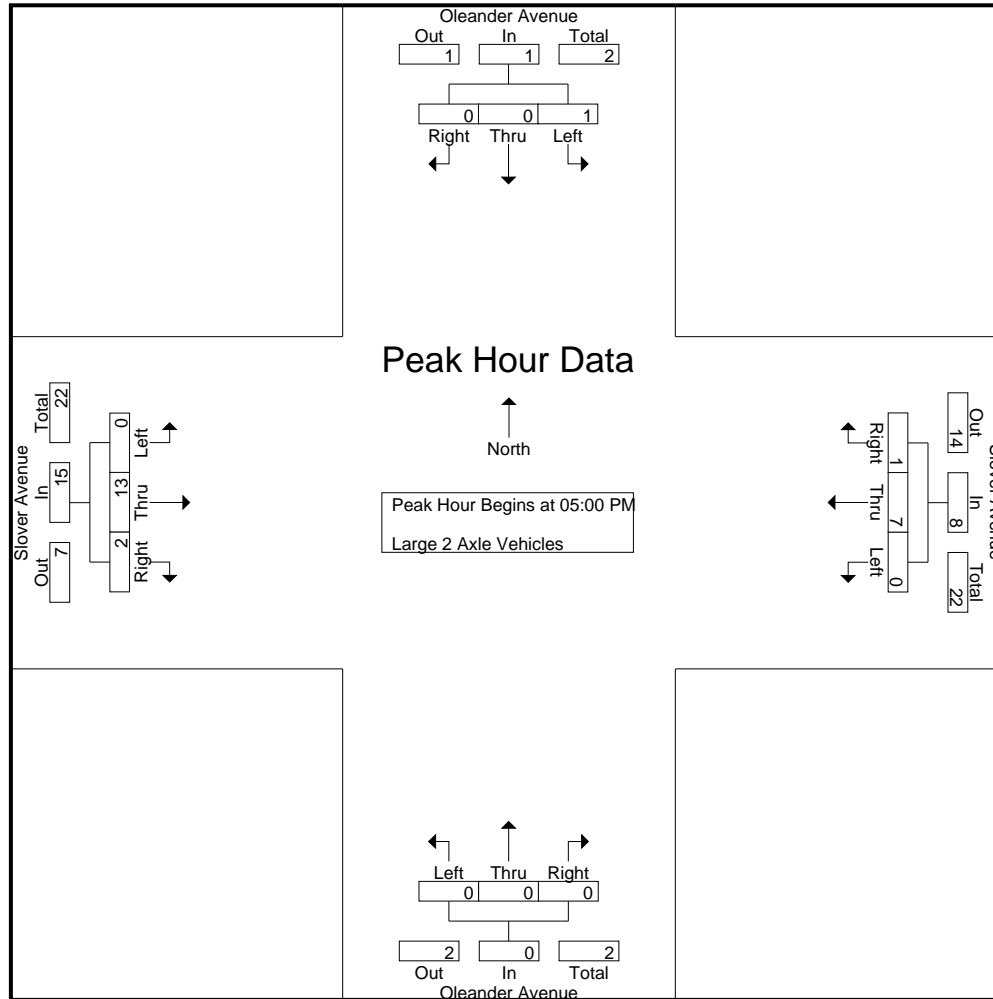 Oleander Avenue
Out In Total
1 1 2
0 0 1
Right Thru Left
Peak Hour Data
North
Peak Hour Begins at 05:00 PM
Large 2 Axle Vehicles
Slover Avenue
Out In Total
7 15 22
Left Thru Right
0 13 2
Right Thru Left
1 7 0
Out In Total
14 8 22
Left Thru Right
0 0 0
2 0 2
Out In Total
Oleander Avenue